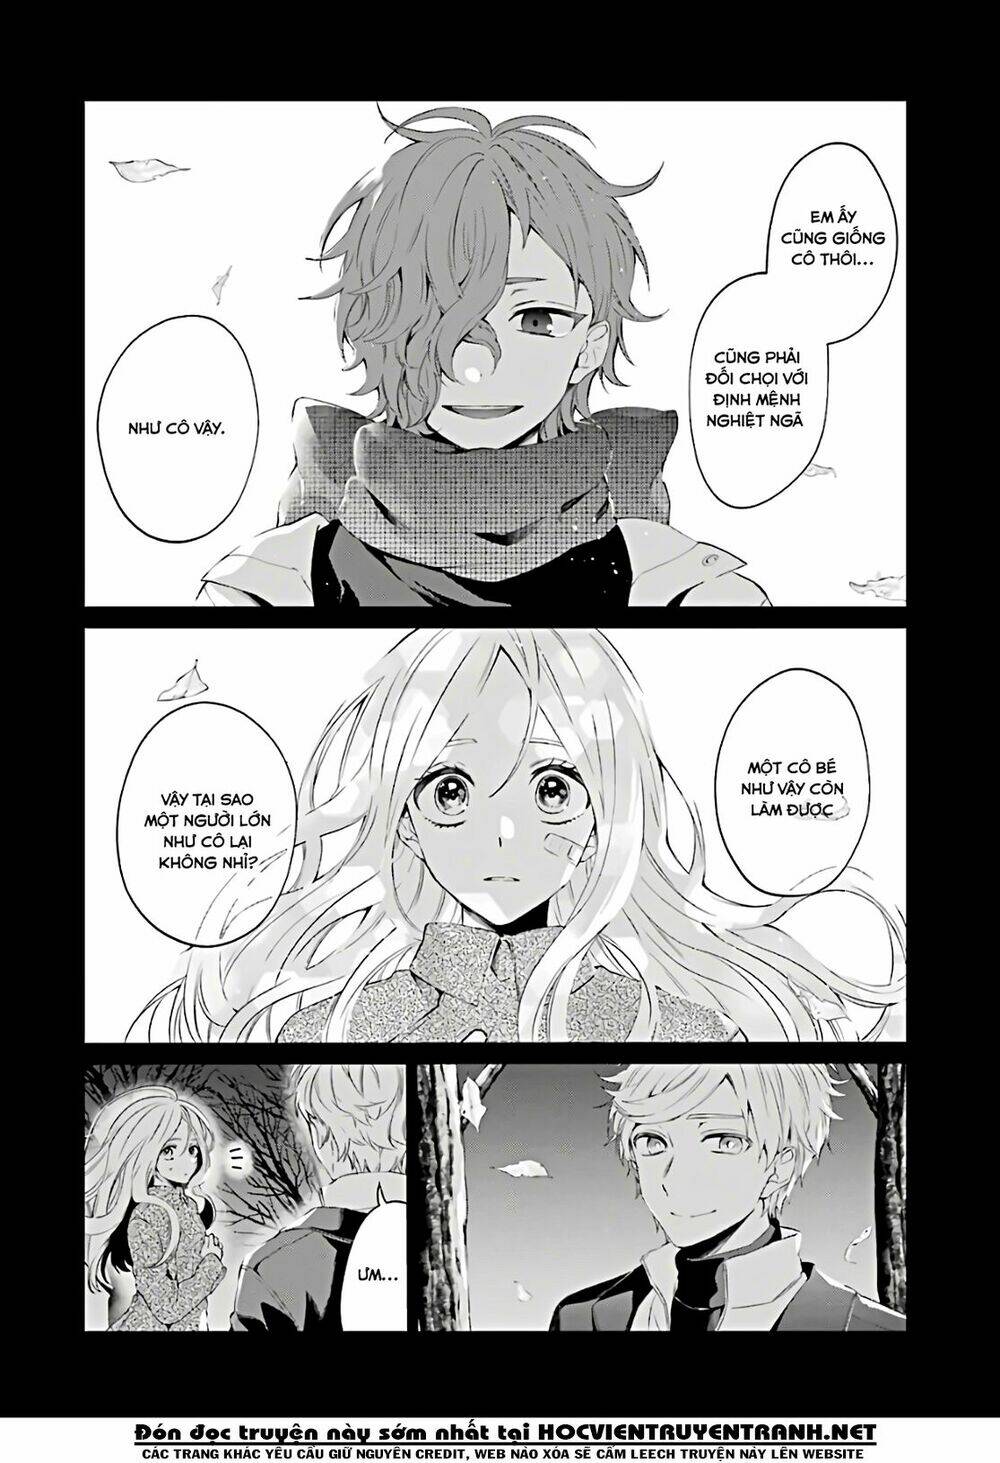 EM ẤY
CŨNG GIỐNG
CÔ THÔI...
CŨNG PHẢI
ĐỐI CHỌI VỚI
ĐỊNH MỆNH
NGHIỆT NGÃ
NHƯ CÔ VẬY.
MỘT CÔ BÉ
NHƯ VẬY CÒN
LÀM ĐƯỢC
VẬY TẠI SAO
MỘT NGƯỜI LỚN
NHƯ CÔ LẠI
KHÔNG NHỈ?
ƯM...
Đón đọc truyện này sớm nhất tại HOCVIENTRUYENTRANH.NET
CÁC TRANG KHÁC YÊU CẦU GIỮ NGUYÊN CREDIT, WEB NÀO XÓA SẼ CẤM LEECH TRUYỆN NÀY LÊN WEBSITE